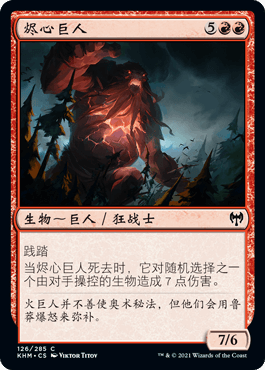 烬心巨人 5
生物～巨人 / 狂战士
践踏
当烬心巨人死去时，它对随机选择之一
个由对手操控的生物造成7点伤害。
火巨人并不善使奥术秘法，但他们会用鲁
莽爆怒来弥补。
7/6
126/285 C
KHM • CS VIKTOR TITOV
™ & © 2021 Wizards of the Coast